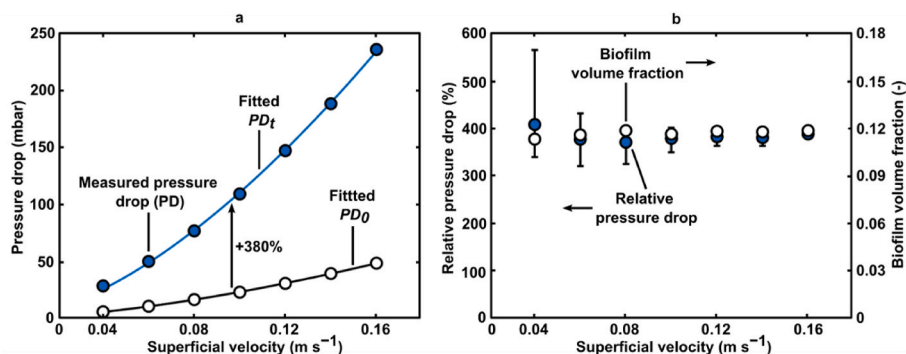 a
250
200
150
100
50
0
0
0.04
0.08
0.12
0.16
Pressure drop (mbar)
Superficial velocity (m s−1)
Fitted
PDt
Measured pressure
drop (PD)
Fittted
PD0
+380%
b
600
500
400
300
200
100
0
0
0.04
0.08
0.12
0.16
0.18
0.15
0.12
0.09
0.06
0.03
0
Relative pressure drop (%)
Biofilm volume fraction (-)
Superficial velocity (m s−1)
Biofilm
volume fraction
Relative
pressure drop